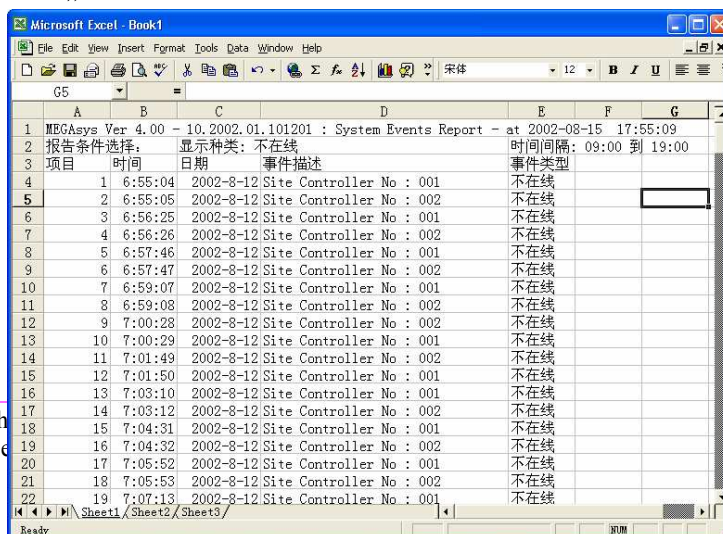 Microsoft Excel - Book1
File Edit View Insert Format Tools Data Window Help
宋体 12 B I U
G5 =
A B C D E F G
1 MEGAsys Ver 4.00 - 10.2002.01.101201 : System Events Report - at 2002-08-15 17:55:09
2 报告条件选择: 显示种类: 不在线 时间间隔: 09:00 到 19:00
3 项目 时间 日期 事件描述 事件类型
4 1 6:55:04 2002-8-12 Site Controller No : 001 不在线
5 2 6:55:05 2002-8-12 Site Controller No : 002 不在线
6 3 6:56:25 2002-8-12 Site Controller No : 001 不在线
7 4 6:56:26 2002-8-12 Site Controller No : 002 不在线
8 5 6:57:46 2002-8-12 Site Controller No : 001 不在线
9 6 6:57:47 2002-8-12 Site Controller No : 002 不在线
10 7 6:59:07 2002-8-12 Site Controller No : 001 不在线
11 8 6:59:08 2002-8-12 Site Controller No : 002 不在线
12 9 7:00:28 2002-8-12 Site Controller No : 002 不在线
13 10 7:00:29 2002-8-12 Site Controller No : 001 不在线
14 11 7:01:49 2002-8-12 Site Controller No : 002 不在线
15 12 7:01:50 2002-8-12 Site Controller No : 001 不在线
16 13 7:03:10 2002-8-12 Site Controller No : 001 不在线
17 14 7:03:12 2002-8-12 Site Controller No : 002 不在线
18 15 7:04:31 2002-8-12 Site Controller No : 001 不在线
19 16 7:04:32 2002-8-12 Site Controller No : 002 不在线
20 17 7:05:52 2002-8-12 Site Controller No : 001 不在线
21 18 7:05:53 2002-8-12 Site Controller No : 002 不在线
22 19 7:07:13 2002-8-12 Site Controller No : 001 不在线
Sheet1 Sheet2 Sheet3
Ready NUM